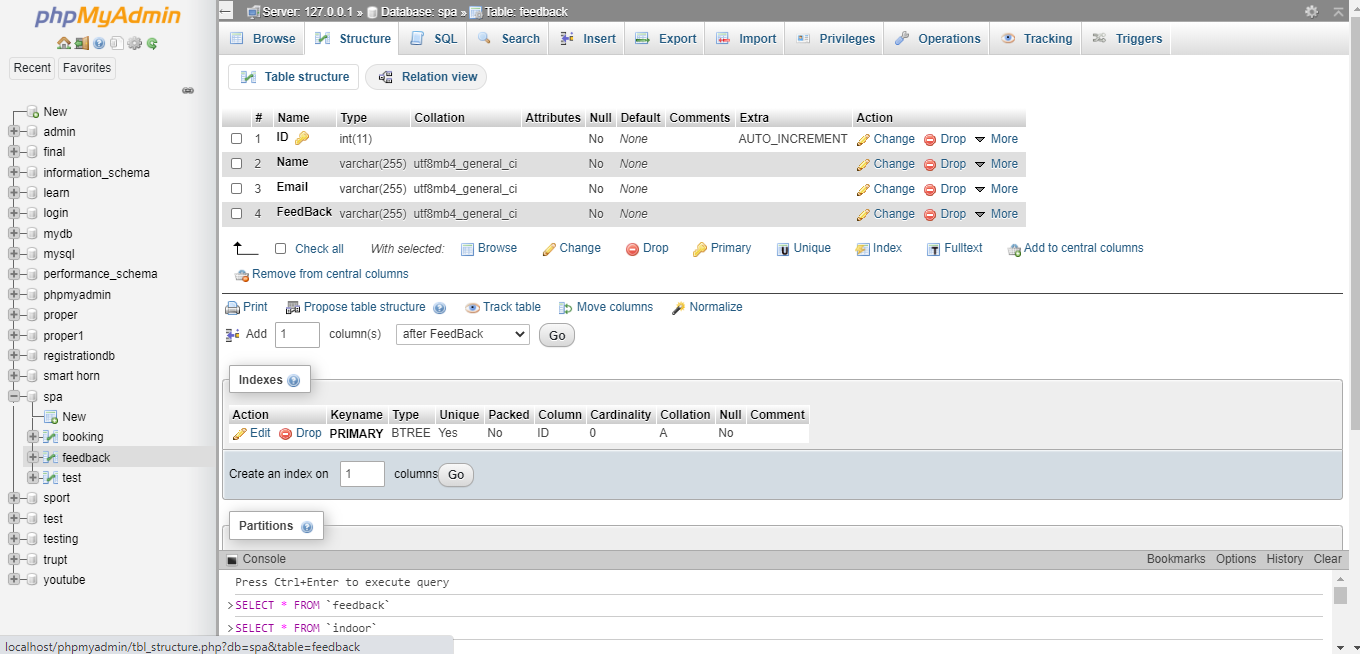 phpMyAdmin
Recent Favorites
New
admin
final
information_schema
learn
login
mydb
mysql
performance_schema
phpmyadmin
proper
proper1
registrationdb
smart horn
spa
New
booking
feedback
test
sport
test
testing
trupt
youtube
Server: 127.0.0.1 » Database: spa » Table: feedback
Browse Structure SQL Search Insert Export Import Privileges Operations Tracking Triggers
Table structure Relation view
# Name Type Collation Attributes Null Default Comments Extra Action
1 ID int(11) No None AUTO_INCREMENT Change Drop More
2 Name varchar(255) utf8mb4_general_ci No None Change Drop More
3 Email varchar(255) utf8mb4_general_ci No None Change Drop More
4 FeedBack varchar(255) utf8mb4_general_ci No None Change Drop More
Check all With selected: Browse Change Drop Primary Unique Index Fulltext Add to central columns
Remove from central columns
Print Propose table structure Track table Move columns Normalize
Add 1 column(s) after FeedBack Go
Indexes
Action Keyname Type Unique Packed Column Cardinality Collation Null Comment
Edit Drop PRIMARY BTREE Yes No ID 0 A No
Create an index on 1 columns Go
Partitions
Console Bookmarks Options History Clear
Press Ctrl+Enter to execute query
>SELECT * FROM `feedback`
>SELECT * FROM `indoor`
localhost/phpmyadmin/tbl_structure.php?db=spa&table=feedback